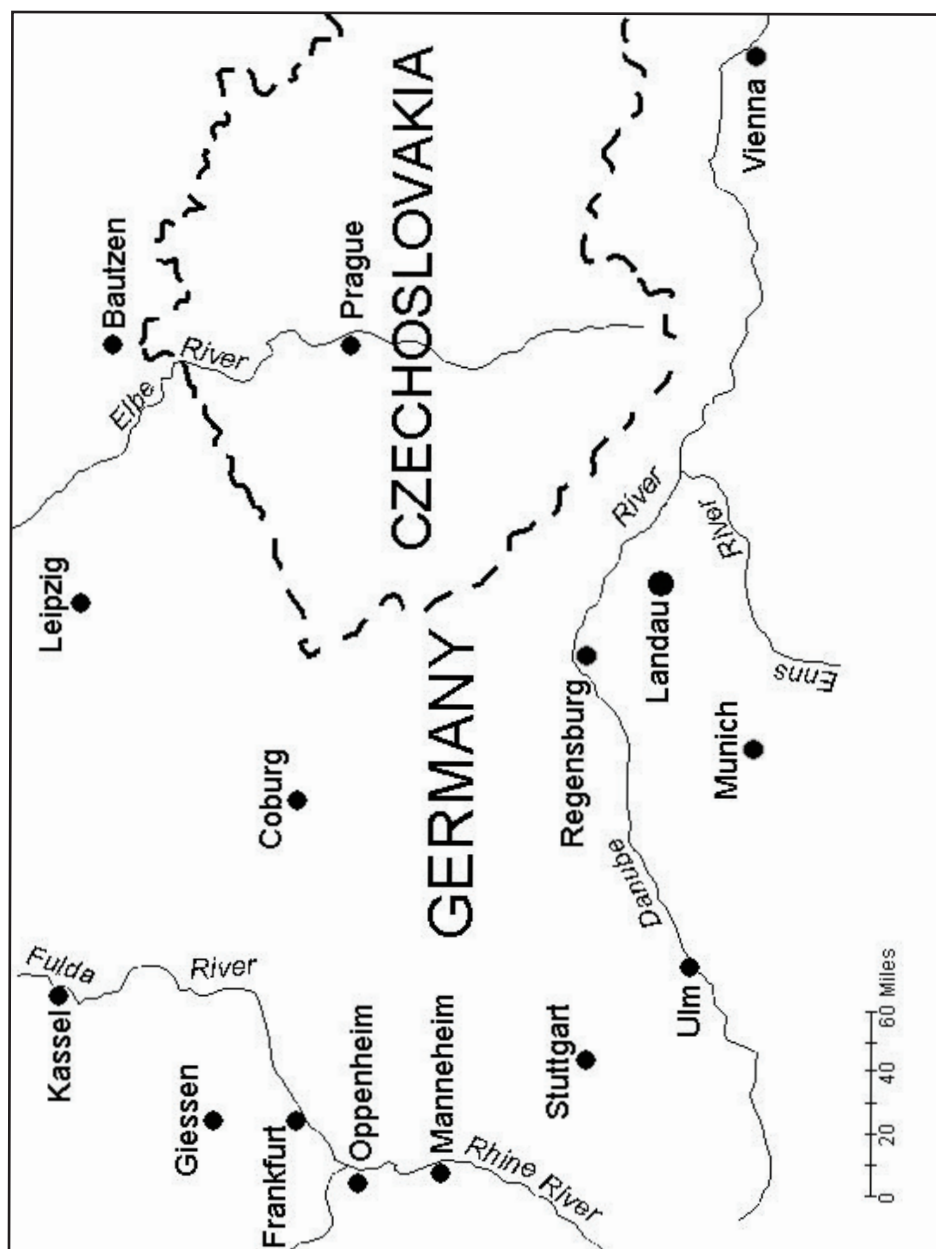 Kassel
Fulda
River
Giessen
Frankfurt
Oppenheim
Manneheim
Rhine River
Stuttgart
Ulm
Danube
River
Coburg
GERMANY
Regensburg
Munich
Landau
Enns
River
Leipzig
Elbe
River
Bautzen
Prague
CZECHOSLOVAKIA
Vienna
0 20 40 60 Miles